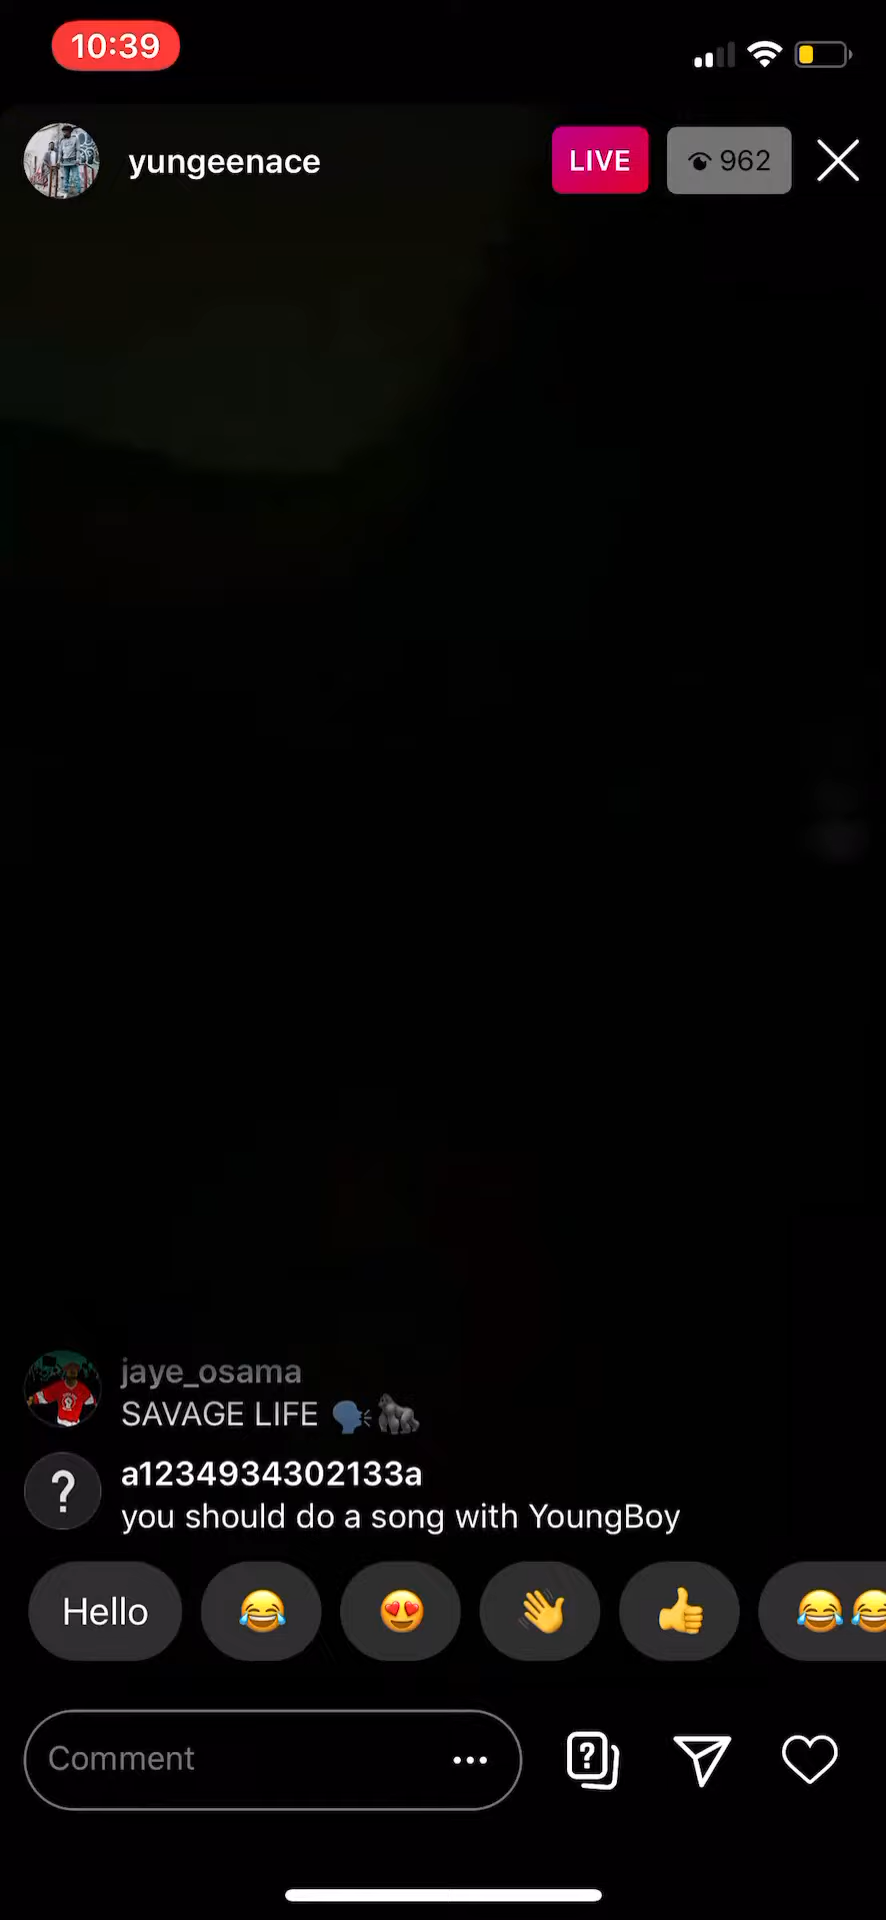 10:39
yungeenace
LIVE
962
jaye_osama
SAVAGE LIFE 🗣🦍
a1234934302133a
you should do a song with YoungBoy
Hello
Comment